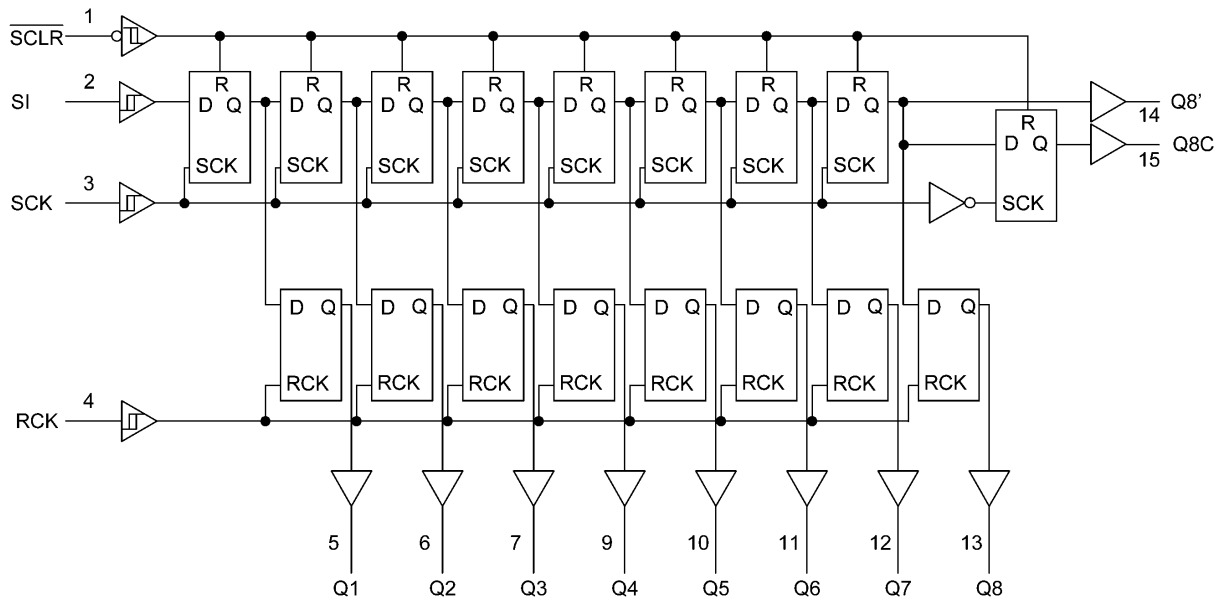 SCLR 1
R R R R R R R R
SI 2 D Q D Q D Q D Q D Q D Q D Q D Q 14 Q8’
R
D Q 15 Q8C
SCK SCK SCK SCK SCK SCK SCK SCK
SCK 3 SCK
D Q D Q D Q D Q D Q D Q D Q D Q
RCK RCK RCK RCK RCK RCK RCK RCK
RCK 4
5 6 7 9 10 11 12 13
Q1 Q2 Q3 Q4 Q5 Q6 Q7 Q8